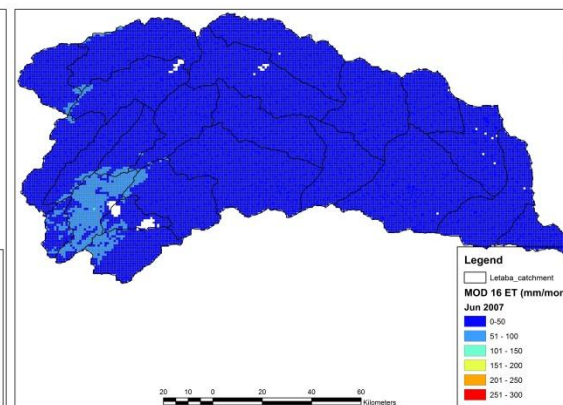 Legend
Letaba_catchment
MOD 16 ET (mm/mor
Jun 2007
0-50
51 - 100
101 - 150
151 - 200
201 - 250
251 - 300
20 10 0 20 40 60
Kilometers